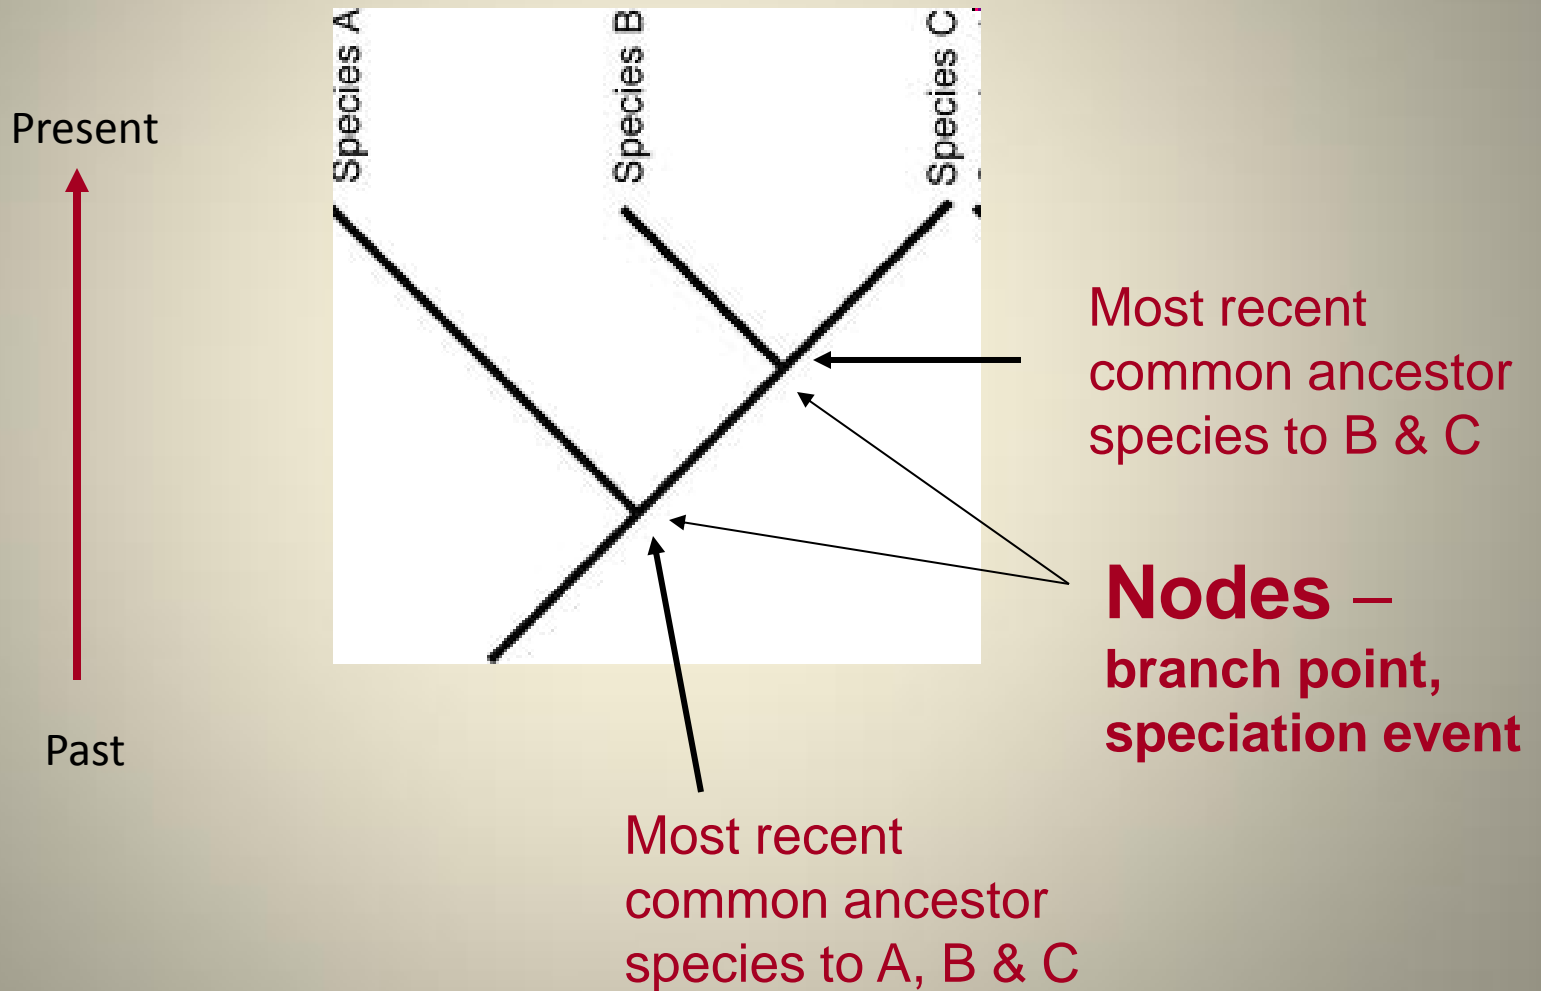 Species A
Species B
Species C
Present
Most recent
common ancestor
species to B & C
Nodes –
branch point,
speciation event
Past
Most recent
common ancestor
species to A, B & C